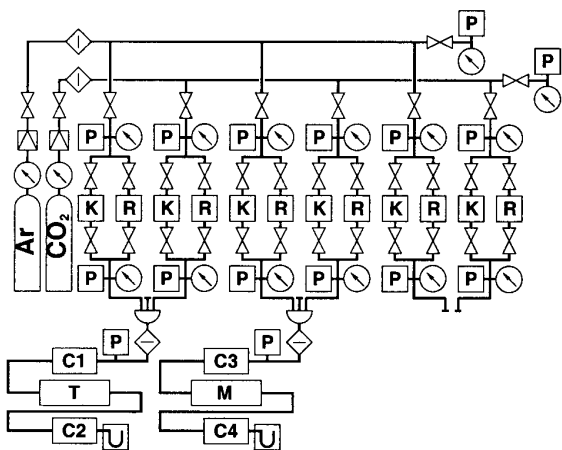 P
P
P P P P P P
K R K R K R K R K R K R
Ar CO₂
P P P P P P
P P
C1 C3
T M
C2 C4